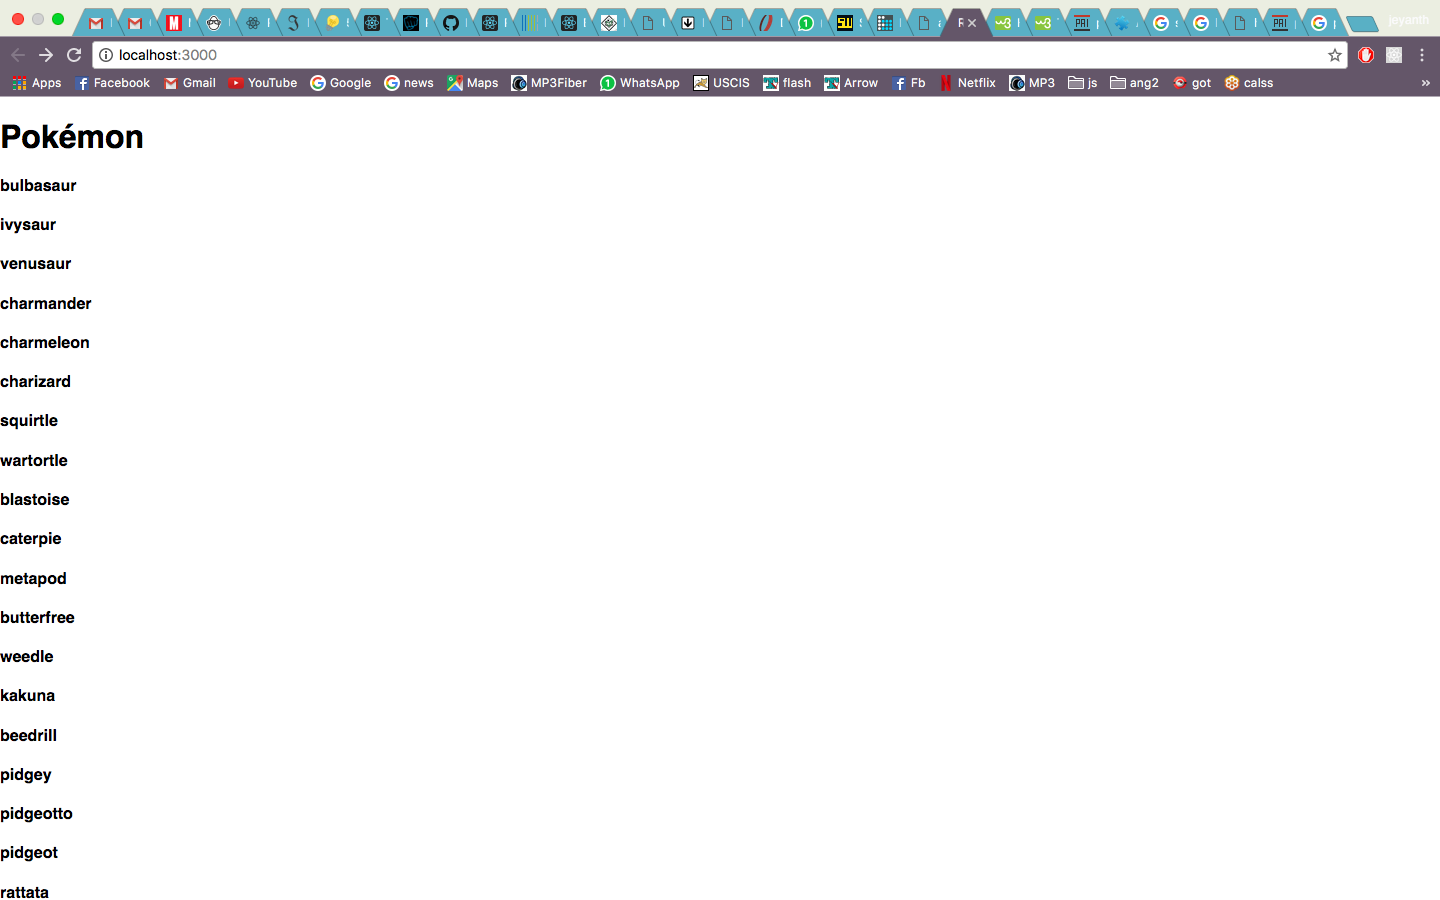 jeyanth
localhost:3000
Apps Facebook Gmail YouTube Google news Maps MP3Fiber WhatsApp USCIS flash Arrow Fb Netflix MP3 js ang2 got calss »
Pokémon
bulbasaur
ivysaur
venusaur
charmander
charmeleon
charizard
squirtle
wartortle
blastoise
caterpie
metapod
butterfree
weedle
kakuna
beedrill
pidgey
pidgeotto
pidgeot
rattata